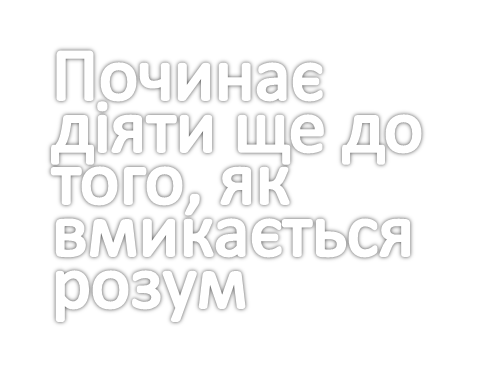 Починає
діяти ще до
того, як
вмикається
розум